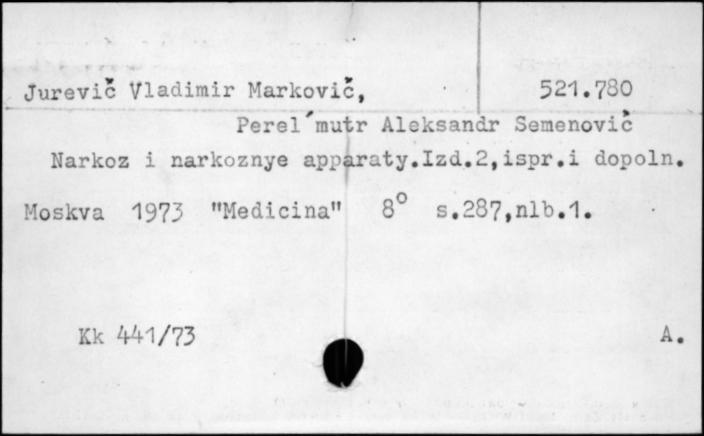 Jurevič Vladimir Markovič, 521.780
Perel´mutr Aleksandr Semenovič
Narkoz i narkoznye apparaty.Izd.2,ispr.i dopoln.
Moskva 1973 "Medicina" 8° s.287,nlb.1.
Kk 441/73 A.